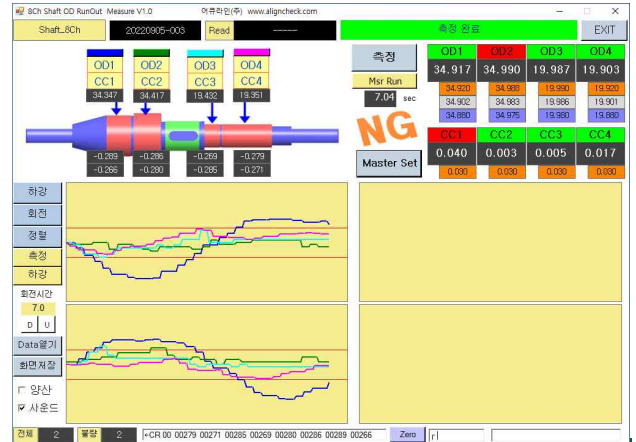 8Ch Shaft OD RunOut Measure V1.0 어큐라인(주) www.aligncheck.com
Shaft_8Ch 20220905-003 Read ----- 측정 완료 EXIT
OD1 OD2 OD3 OD4
CC1 CC2 CC3 CC4
34.347 34.417 19.432 19.351
-0.289 -0.286 -0.269 -0.279
-0.266 -0.280 -0.285 -0.271
측정
Msr Run
7.04 sec
NG
Master Set
OD1 OD2 OD3 OD4
34.917 34.990 19.987 19.903
34.920 34.988 19.990 19.920
34.902 34.983 19.986 19.901
34.880 34.975 19.980 19.880
CC1 CC2 CC3 CC4
0.040 0.003 0.005 0.017
0.030 0.030 0.030 0.030
하강
회전
정렬
측정
하강
회전시간
7.0
D U
Data열기
화면저장
양산
사운드
전체 2 불량 2 ←CR 00 00279 00271 00285 00269 00280 00286 00289 00266 Zero r